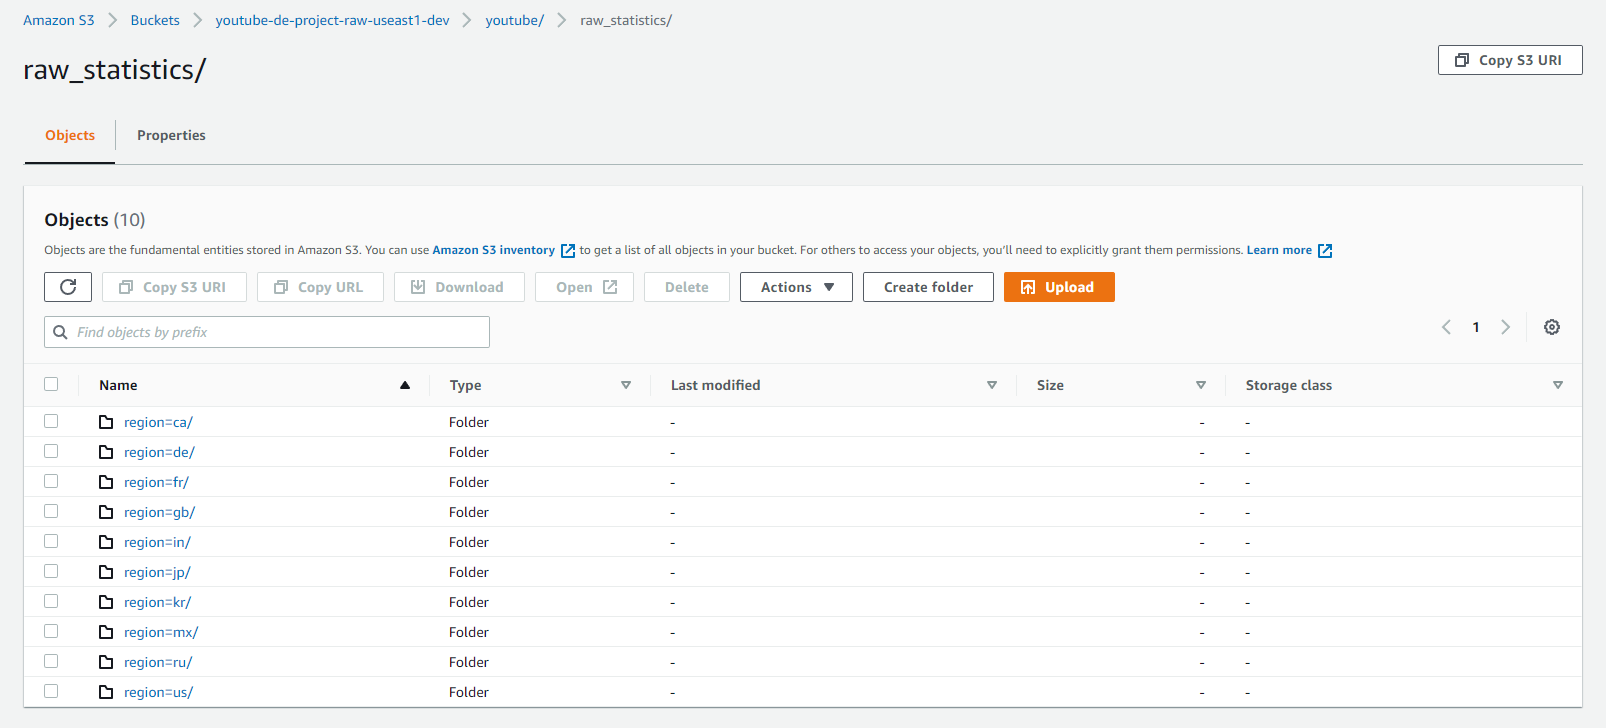 Amazon S3 > Buckets > youtube-de-project-raw-useast1-dev > youtube/ > raw_statistics/
raw_statistics/
Copy S3 URI
Objects Properties
Objects (10)
Objects are the fundamental entities stored in Amazon S3. You can use Amazon S3 inventory to get a list of all objects in your bucket. For others to access your objects, you'll need to explicitly grant them permissions. Learn more
Copy S3 URI Copy URL Download Open Delete Actions Create folder Upload
Find objects by prefix
1
Name Type Last modified Size Storage class
region=ca/ Folder - - -
region=de/ Folder - - -
region=fr/ Folder - - -
region=gb/ Folder - - -
region=in/ Folder - - -
region=jp/ Folder - - -
region=kr/ Folder - - -
region=mx/ Folder - - -
region=ru/ Folder - - -
region=us/ Folder - - -